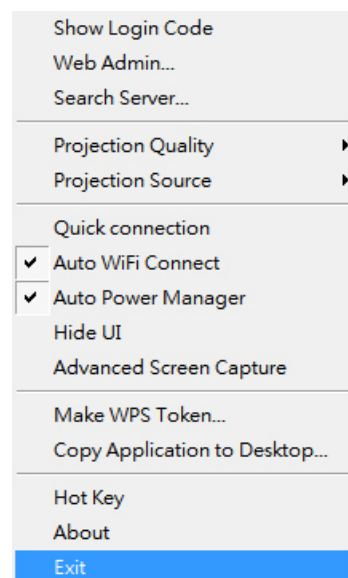 Show Login Code
Web Admin...
Search Server...
Projection Quality
Projection Source
Quick connection
Auto WiFi Connect
Auto Power Manager
Hide UI
Advanced Screen Capture
Make WPS Token...
Copy Application to Desktop...
Hot Key
About
Exit